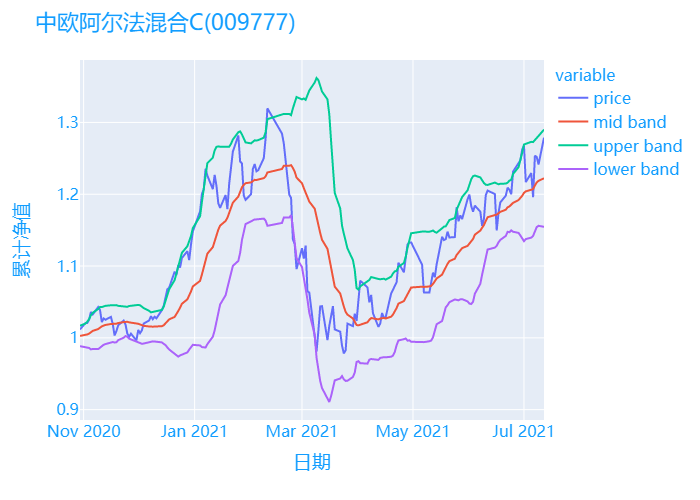 中欧阿尔法混合C(009777)
variable
price
mid band
upper band
lower band
累计净值
1.3
1.2
1.1
1
0.9
Nov 2020
Jan 2021
Mar 2021
May 2021
Jul 2021
日期